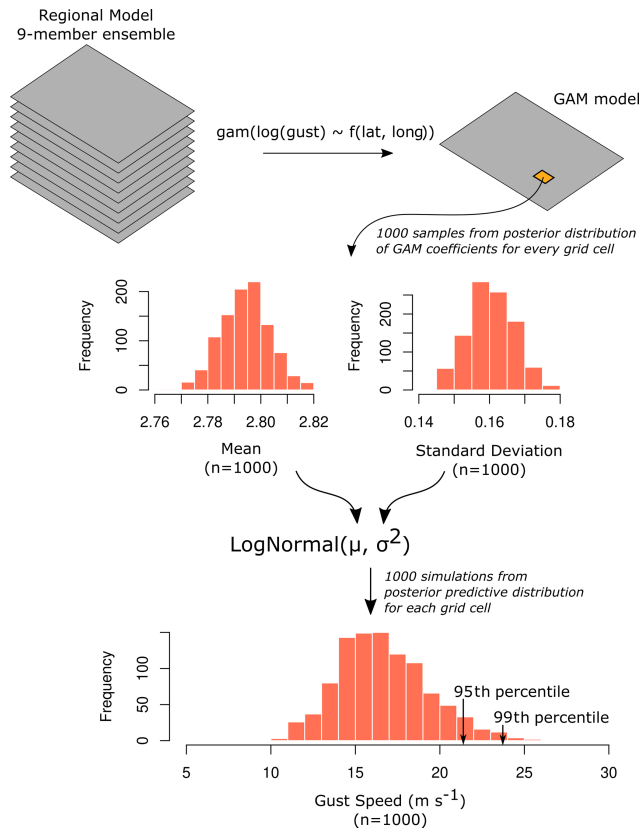 Regional Model
9-member ensemble
GAM model
gam(log(gust) ~ f(lat, long))
1000 samples from posterior distribution
of GAM coefficients for every grid cell
Frequency
0
100
200
2.76
2.78
2.80
2.82
Mean
(n=1000)
Frequency
0
100
200
0.14
0.16
0.18
Standard Deviation
(n=1000)
LogNormal(μ, σ²)
1000 simulations from
posterior predictive distribution
for each grid cell
Frequency
0
50
100
150
95th percentile
99th percentile
5
10
15
20
25
30
Gust Speed (m s⁻¹)
(n=1000)